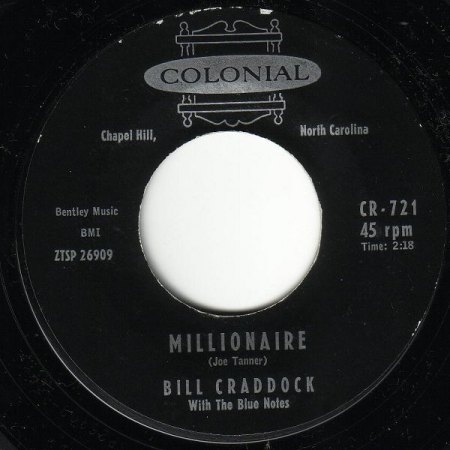 COLONIAL
Chapel Hill, North Carolina
Bentley Music
BMI
ZTSP 26909
CR-721
45 rpm
Time: 2:18
MILLIONAIRE
(Joe Tanner)
BILL CRADDOCK
With The Blue Notes